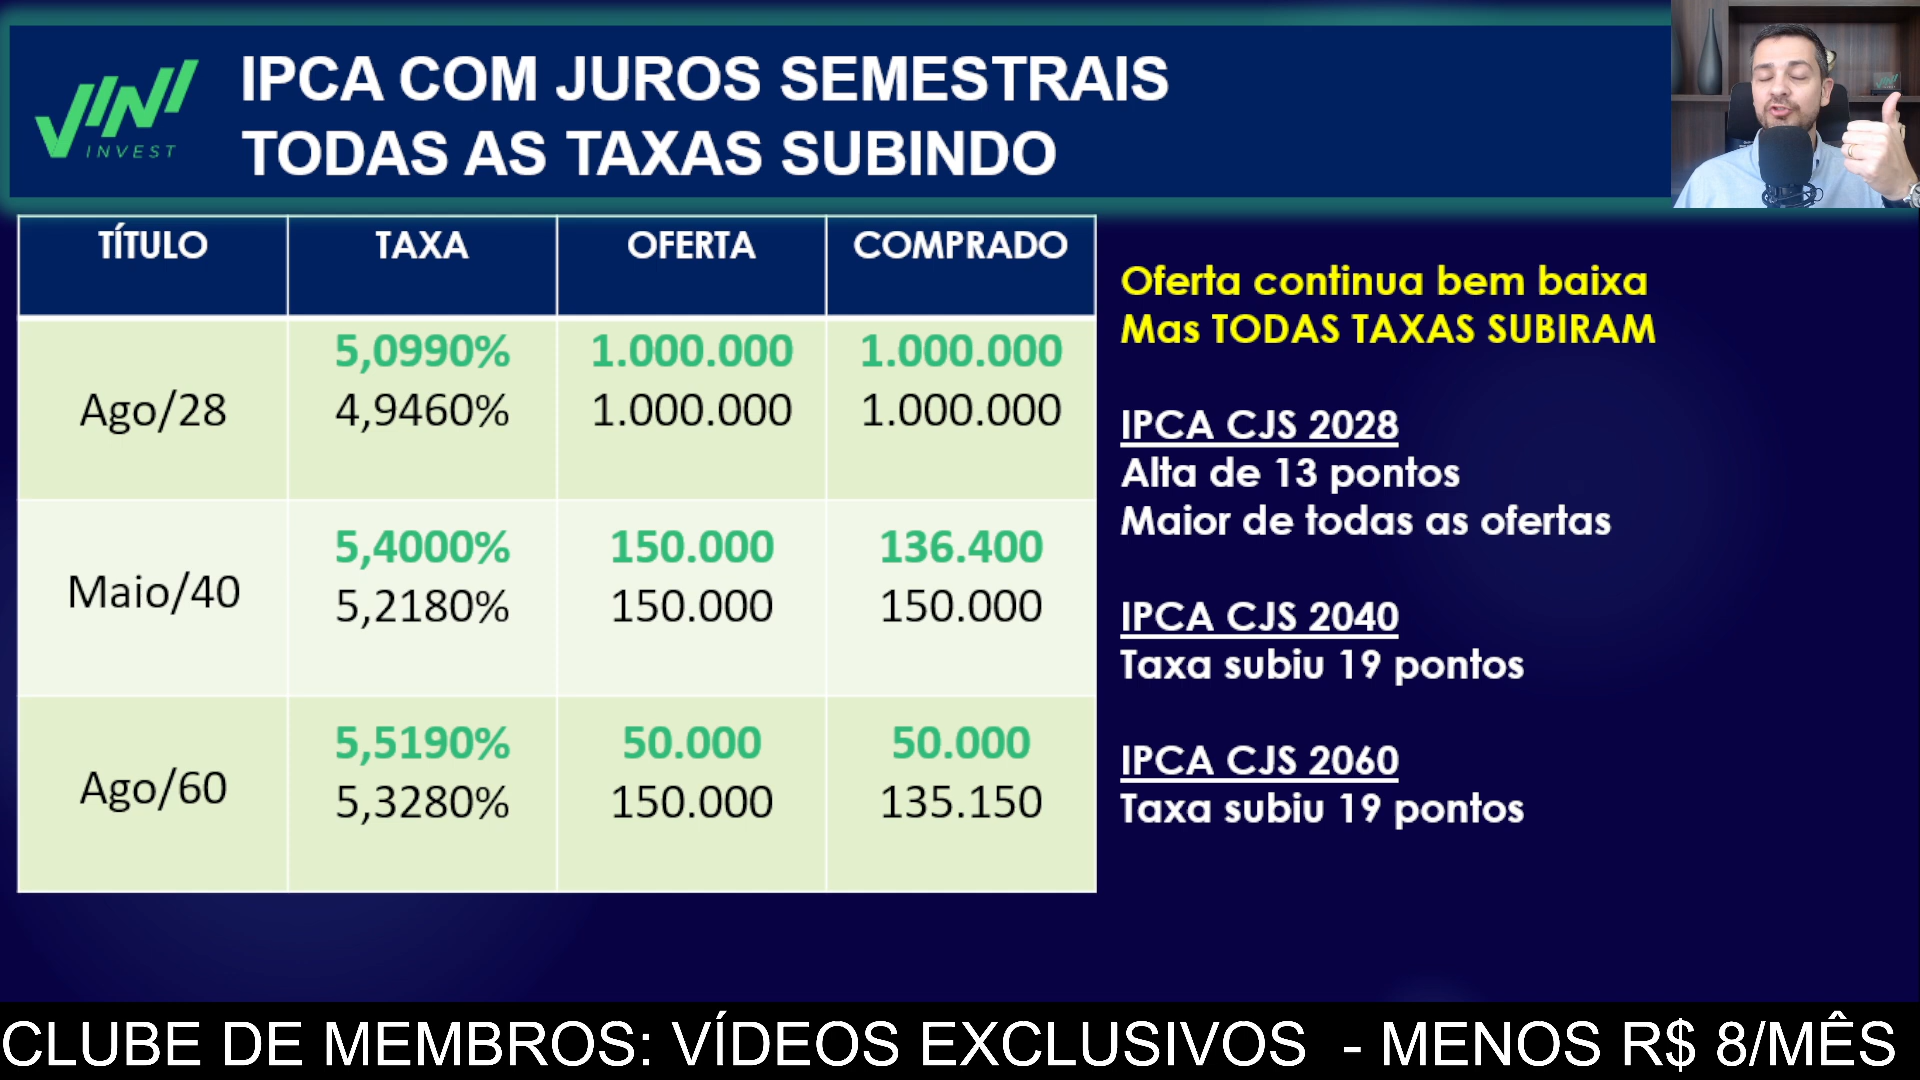 VINI
INVEST
IPCA COM JUROS SEMESTRAIS
TODAS AS TAXAS SUBINDO
TÍTULO TAXA OFERTA COMPRADO
Ago/28 5,0990% 1.000.000 1.000.000
4,9460% 1.000.000 1.000.000
Maio/40 5,4000% 150.000 136.400
5,2180% 150.000 150.000
Ago/60 5,5190% 50.000 50.000
5,3280% 150.000 135.150
Oferta continua bem baixa
Mas TODAS TAXAS SUBIRAM
IPCA CJS 2028
Alta de 13 pontos
Maior de todas as ofertas
IPCA CJS 2040
Taxa subiu 19 pontos
IPCA CJS 2060
Taxa subiu 19 pontos
CLUBE DE MEMBROS: VÍDEOS EXCLUSIVOS - MENOS R$ 8/MÊS